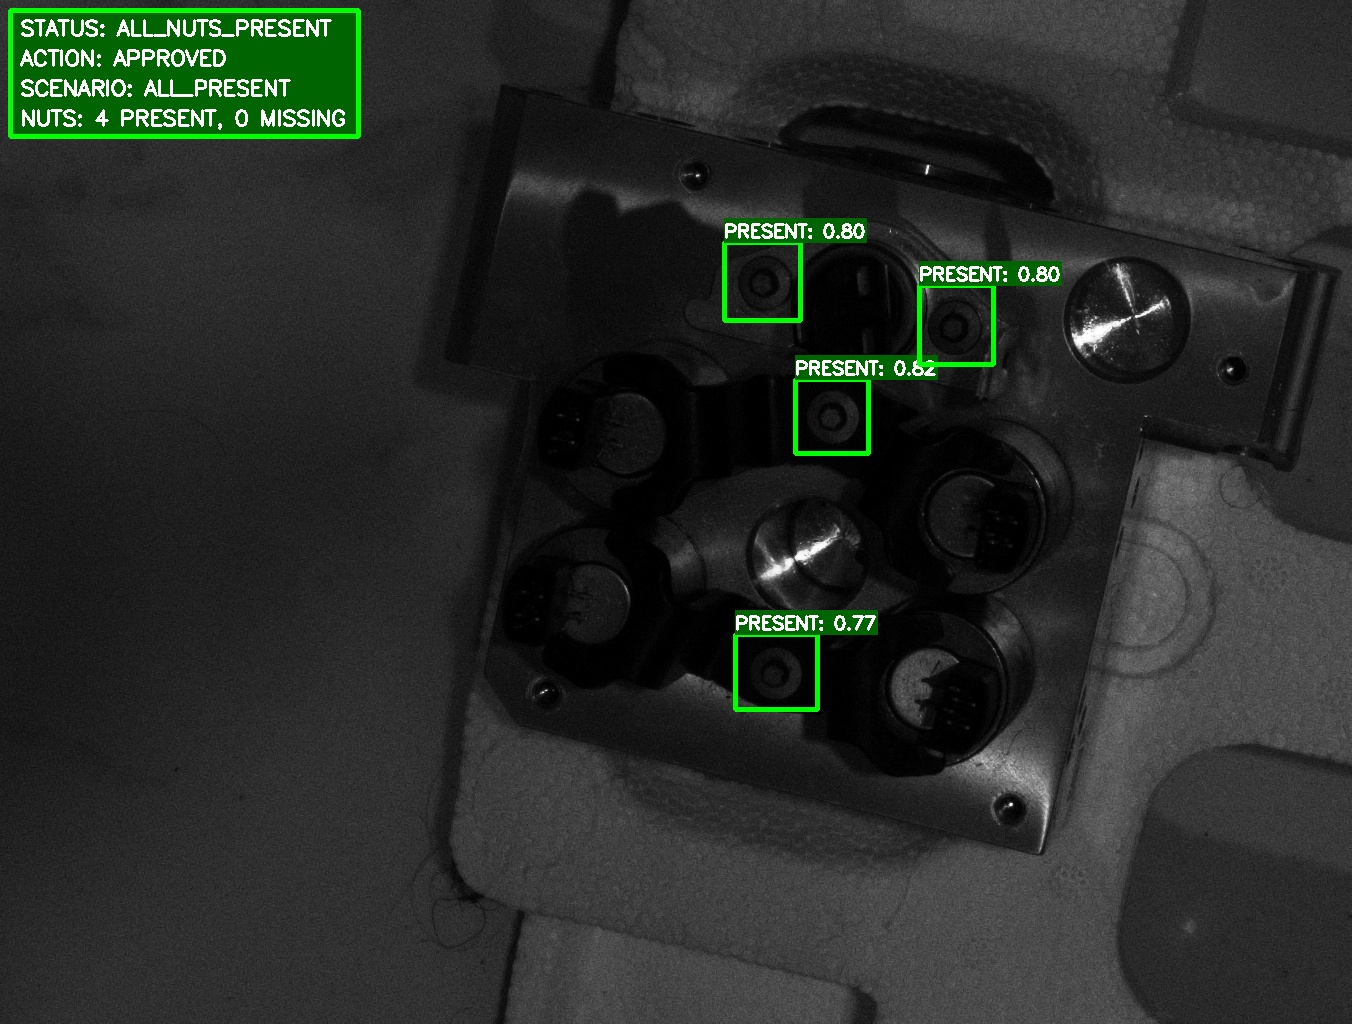 STATUS: ALL_NUTS_PRESENT
ACTION: APPROVED
SCENARIO: ALL_PRESENT
NUTS: 4 PRESENT, 0 MISSING
PRESENT: 0.80
PRESENT: 0.80
PRESENT: 0.82
PRESENT: 0.77